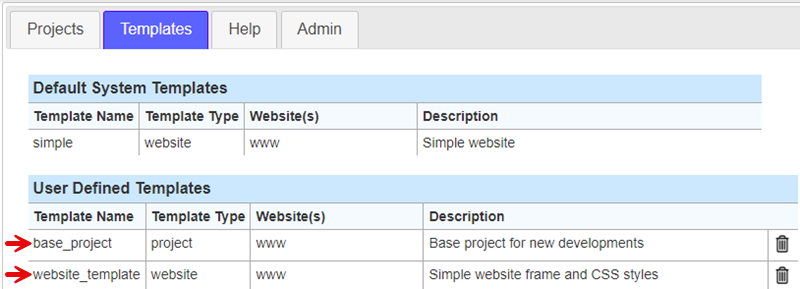 Projects Templates Help Admin
Default System Templates
Template Name Template Type Website(s) Description
simple website www Simple website
User Defined Templates
Template Name Template Type Website(s) Description
base_project project www Base project for new developments
website_template website www Simple website frame and CSS styles